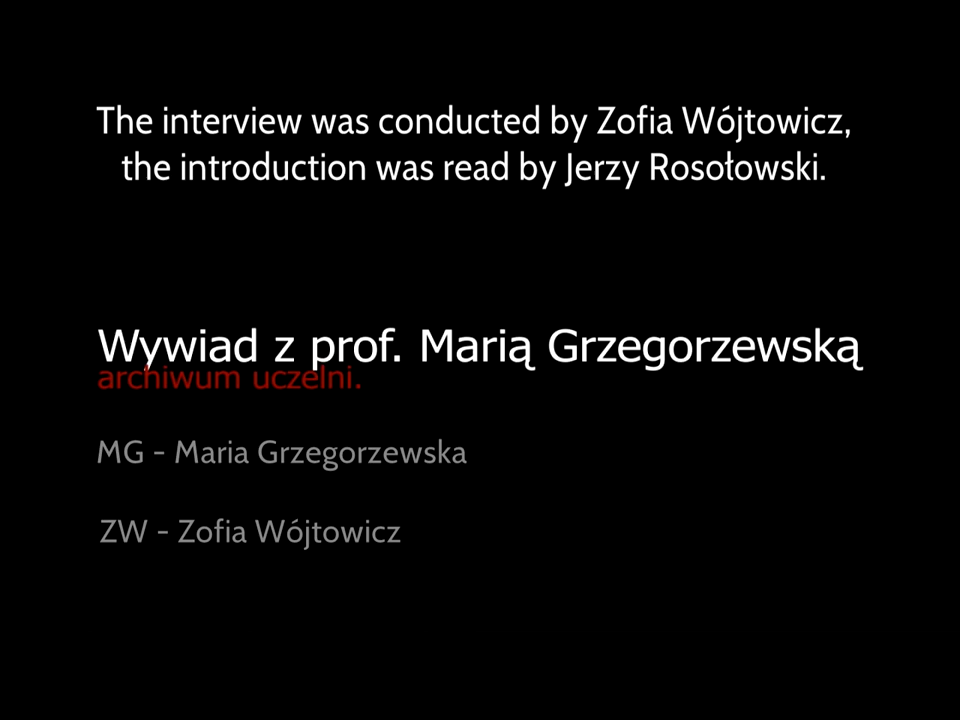 The interview was conducted by Zofia Wójtowicz,
the introduction was read by Jerzy Rosołowski.
Wywiad z prof. Marią Grzegorzewską
archiwum uczelni.
MG - Maria Grzegorzewska
ZW - Zofia Wójtowicz